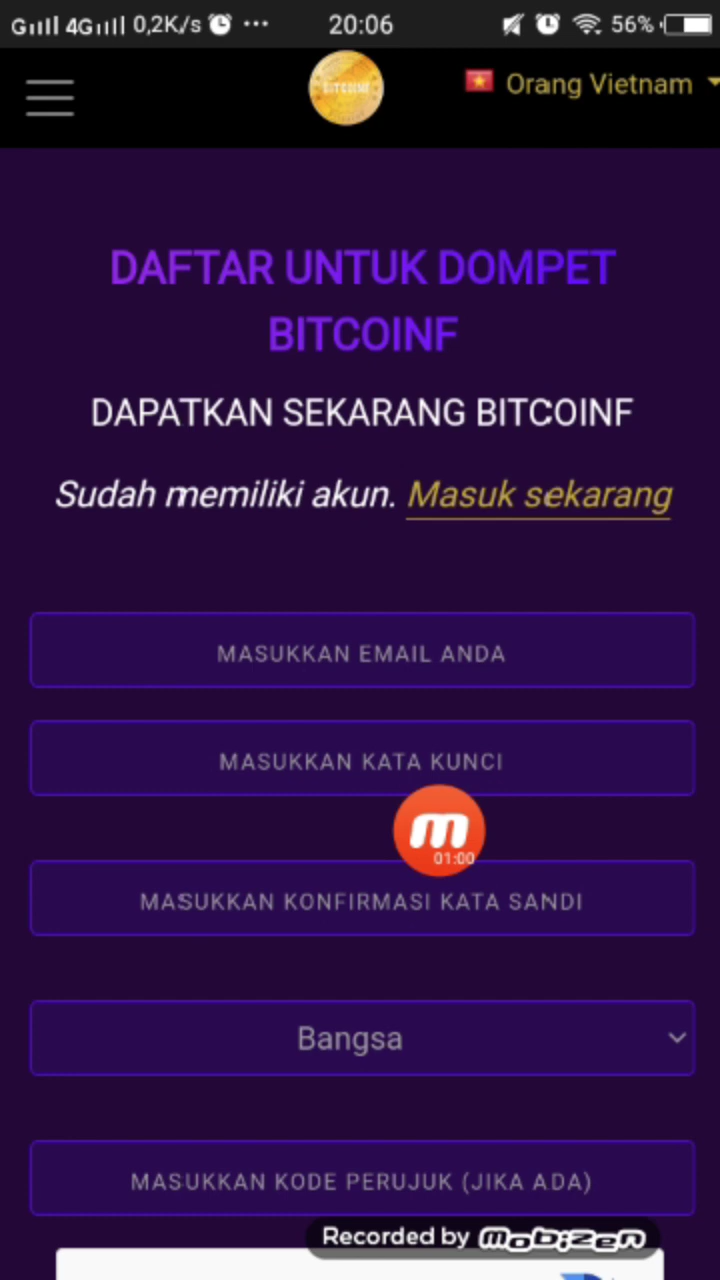 4G 0,2K/s ... 20:06 56%
BITCOINF
Orang Vietnam
DAFTAR UNTUK DOMPET
BITCOINF
DAPATKAN SEKARANG BITCOINF
Sudah memiliki akun. Masuk sekarang
MASUKKAN EMAIL ANDA
MASUKKAN KATA KUNCI
m
01:00
MASUKKAN KONFIRMASI KATA SANDI
Bangsa
MASUKKAN KODE PERUJUK (JIKA ADA)
Recorded by mobizen